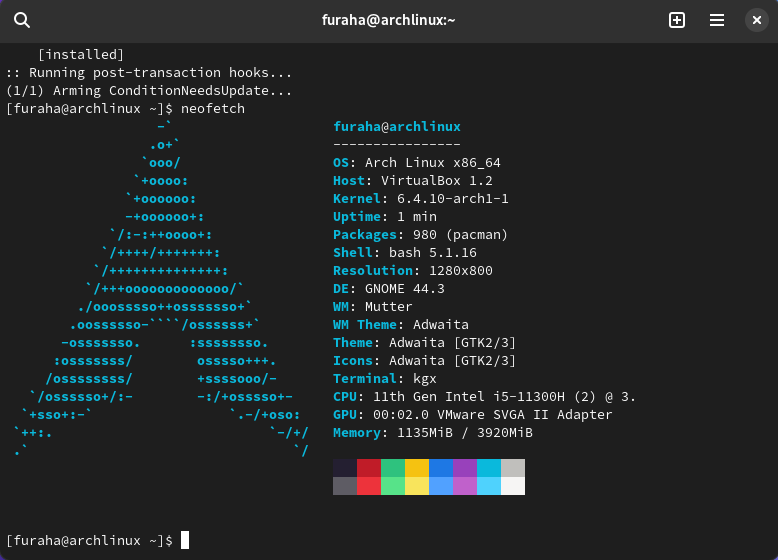 furaha@archlinux:~
    [installed]
:: Running post-transaction hooks...
(1/1) Arming ConditionNeedsUpdate...
[furaha@archlinux ~]$ neofetch
                   -`                    furaha@archlinux
                  .o+`                   ----------------
                 `ooo/                   OS: Arch Linux x86_64
                `+oooo:                  Host: VirtualBox 1.2
               `+oooooo:                 Kernel: 6.4.10-arch1-1
               -+oooooo+:                Uptime: 1 min
             `/:-:++oooo+:               Packages: 980 (pacman)
            `/++++/+++++++:              Shell: bash 5.1.16
           `/++++++++++++++:             Resolution: 1280x800
          `/+++ooooooooooooo/`           DE: GNOME 44.3
         ./ooosssso++osssssso+`          WM: Mutter
        .oossssso-````/ossssss+`         WM Theme: Adwaita
       -osssssso.      :ssssssso.        Theme: Adwaita [GTK2/3]
      :osssssss/        osssso+++.       Icons: Adwaita [GTK2/3]
     /ossssssss/        +ssssooo/-       Terminal: kgx
   `/ossssso+/:-        -:/+osssso+-     CPU: 11th Gen Intel i5-11300H (2) @ 3.
  `+sso+:-`                 `.-/+oso:    GPU: 00:02.0 VMware SVGA II Adapter
 `++:.                           `-/+/   Memory: 1135MiB / 3920MiB
 .`                                 `/
[furaha@archlinux ~]$